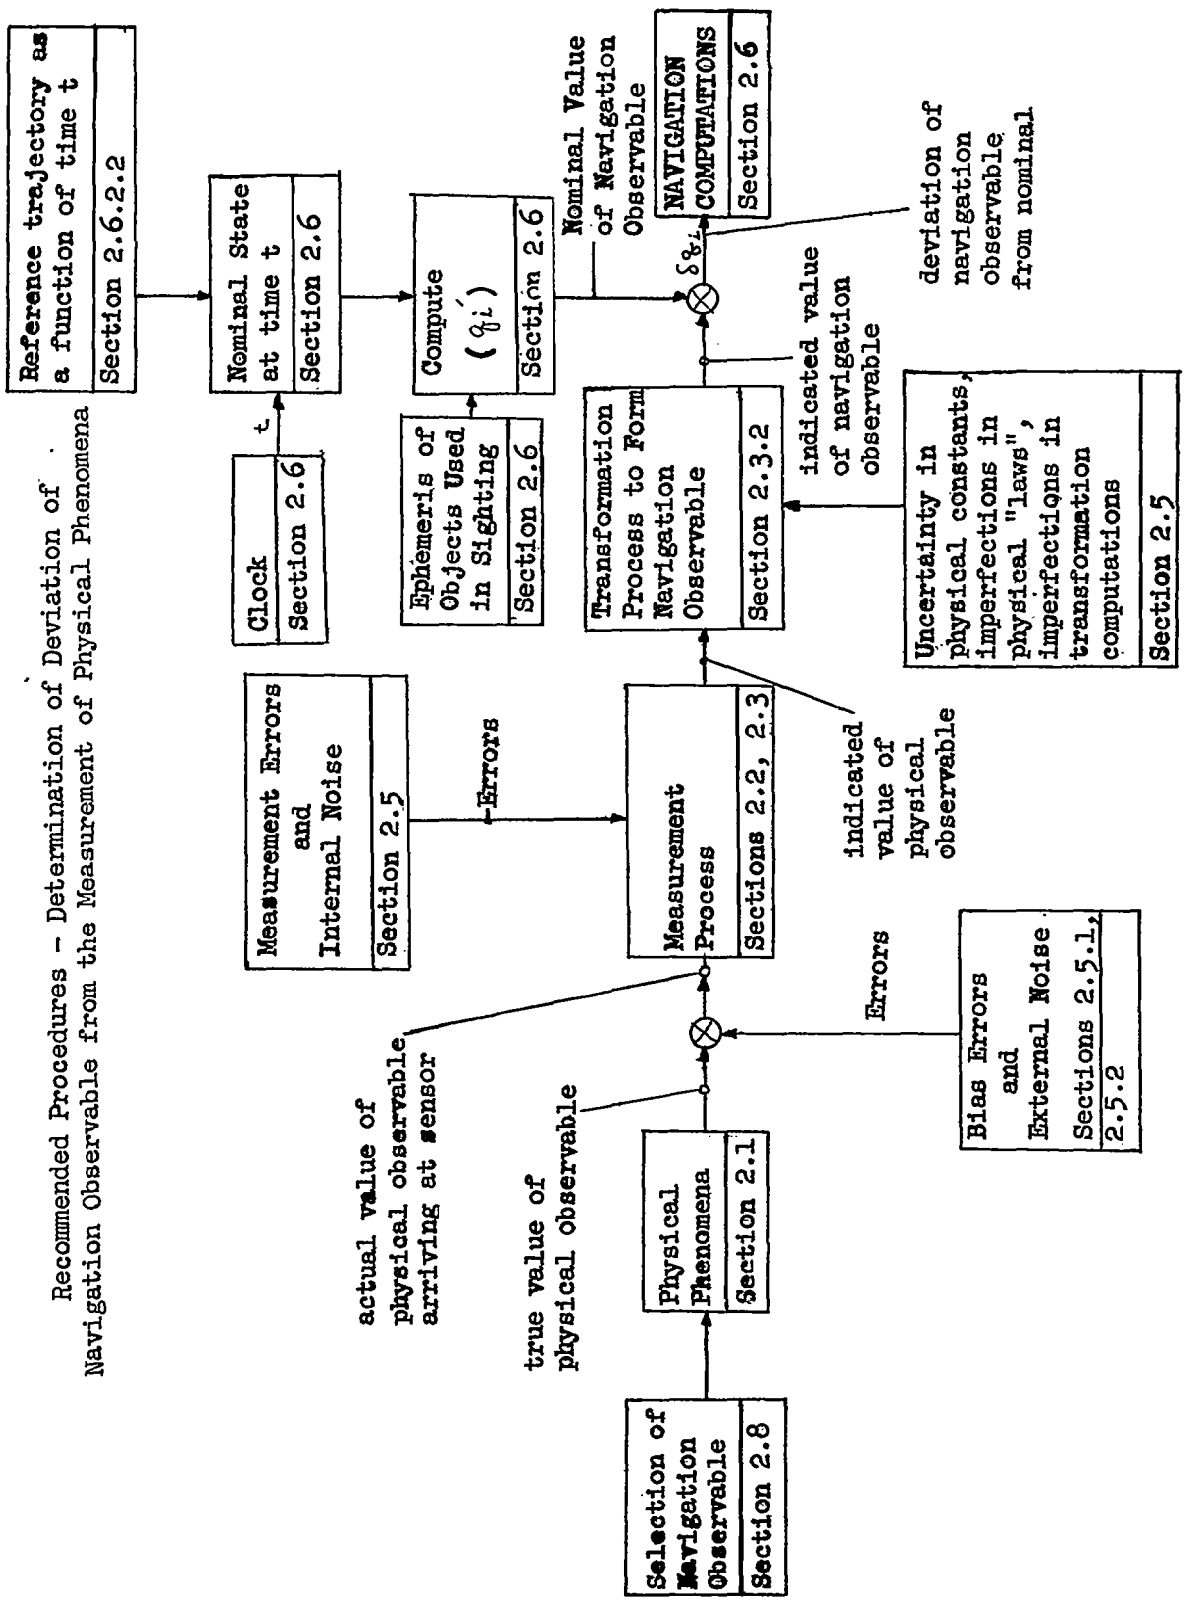 Recommended Procedures – Determination of Deviation of
Navigation Observable from the Measurement of Physical Phenomena
Reference trajectory as
a function of time t
Section 2.6.2.2
Clock
Section 2.6
t
Nominal State
at time t
Section 2.6
Ephemeris of
Objects Used
in Sighting
Section 2.6
Compute
(qi')
Section 2.6
Nominal Value
of Navigation
Observable
Measurement Errors
and
Internal Noise
Section 2.5
Errors
actual value of
physical observable
arriving at sensor
true value of
physical observable
Selection of
Navigation
Observable
Section 2.8
Physical
Phenomena
Section 2.1
Measurement
Process
Sections 2.2, 2.3
Transformation
Process to Form
Navigation
Observable
Section 2.3.2
δqi
NAVIGATION
COMPUTATIONS
Section 2.6
Errors
Bias Errors
and
External Noise
Sections 2.5.1,
2.5.2
indicated
value of
physical
observable
indicated value
of navigation
observable
deviation of
navigation
observable
from nominal
Uncertainty in
physical constants,
imperfections in
physical "laws",
imperfections in
transformation
computations
Section 2.5